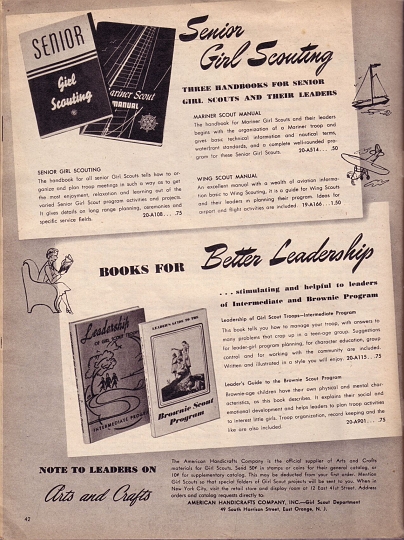 SENIOR
Girl
Scouting
Mariner Scout
MANUAL
Senior
Girl Scouting
THREE HANDBOOKS FOR SENIOR
GIRL SCOUTS AND THEIR LEADERS
MARINER SCOUT MANUAL
The handbook for Mariner Girl Scouts and their leaders
begins with the organization of a Mariner troop and
gives basic technical information and nautical terms,
waterfront standards, and a complete well-rounded pro-
gram for these Senior Girl Scouts. 20-A514 . . . .50
SENIOR GIRL SCOUTING
The handbook for all senior Girl Scouts tells how to or-
ganize and plan troop meetings in such a way as to get
the most enjoyment, relaxation and learning out of the
varied Senior Girl Scout program activities and projects.
It gives details on long range planning, ceremonies and
specific service fields. 20-A108 . . . .75
WING SCOUT MANUAL
An excellent manual with a wealth of aviation informa-
tion basic to Wing Scouting, it is a guide for Wing Scouts
and their leaders in planning their program. Ideas for
airport and flight activities are included. 19-A166 . . 1.50
BOOKS FOR Better Leadership
. . . stimulating and helpful to leaders
of Intermediate and Brownie Program
Leadership
OF GIRL SCOUT TROOPS
INTERMEDIATE PROGRAM
LEADER'S GUIDE TO THE
Brownie Scout
Program
Leadership of Girl Scout Troops—Intermediate Program
This book tells you how to manage your troop, with answers to
many problems that crop up in a teen-age group. Suggestions
for leader-girl program planning, for character education, group
control and for working with the community are included.
Written and illustrated in a style you will enjoy. 20-A115 . .75
Leader's Guide to the Brownie Scout Program
Brownie-age children have their own physical and mental char-
acteristics, as this book describes. It explains their social and
emotional development and helps leaders to plan troop activities
to interest little girls. Troop organization, record keeping and the
like are also included. 20-A901 . . .75
NOTE TO LEADERS ON
Arts and Crafts
The American Handicrafts Company is the official supplier of Arts and Crafts
materials for Girl Scouts. Send 50¢ in stamps or coins for their general catalog, or
10¢ for supplementary catalog. This may be deducted from your first order. Mention
Girl Scouts so that special folders of Girl Scout projects will be sent to you. When in
New York City, visit the retail store and display room at 12 East 41st Street. Address
orders and catalog requests directly to:
AMERICAN HANDICRAFTS COMPANY, INC.—Girl Scout Department
49 South Harrison Street, East Orange, N. J.
42